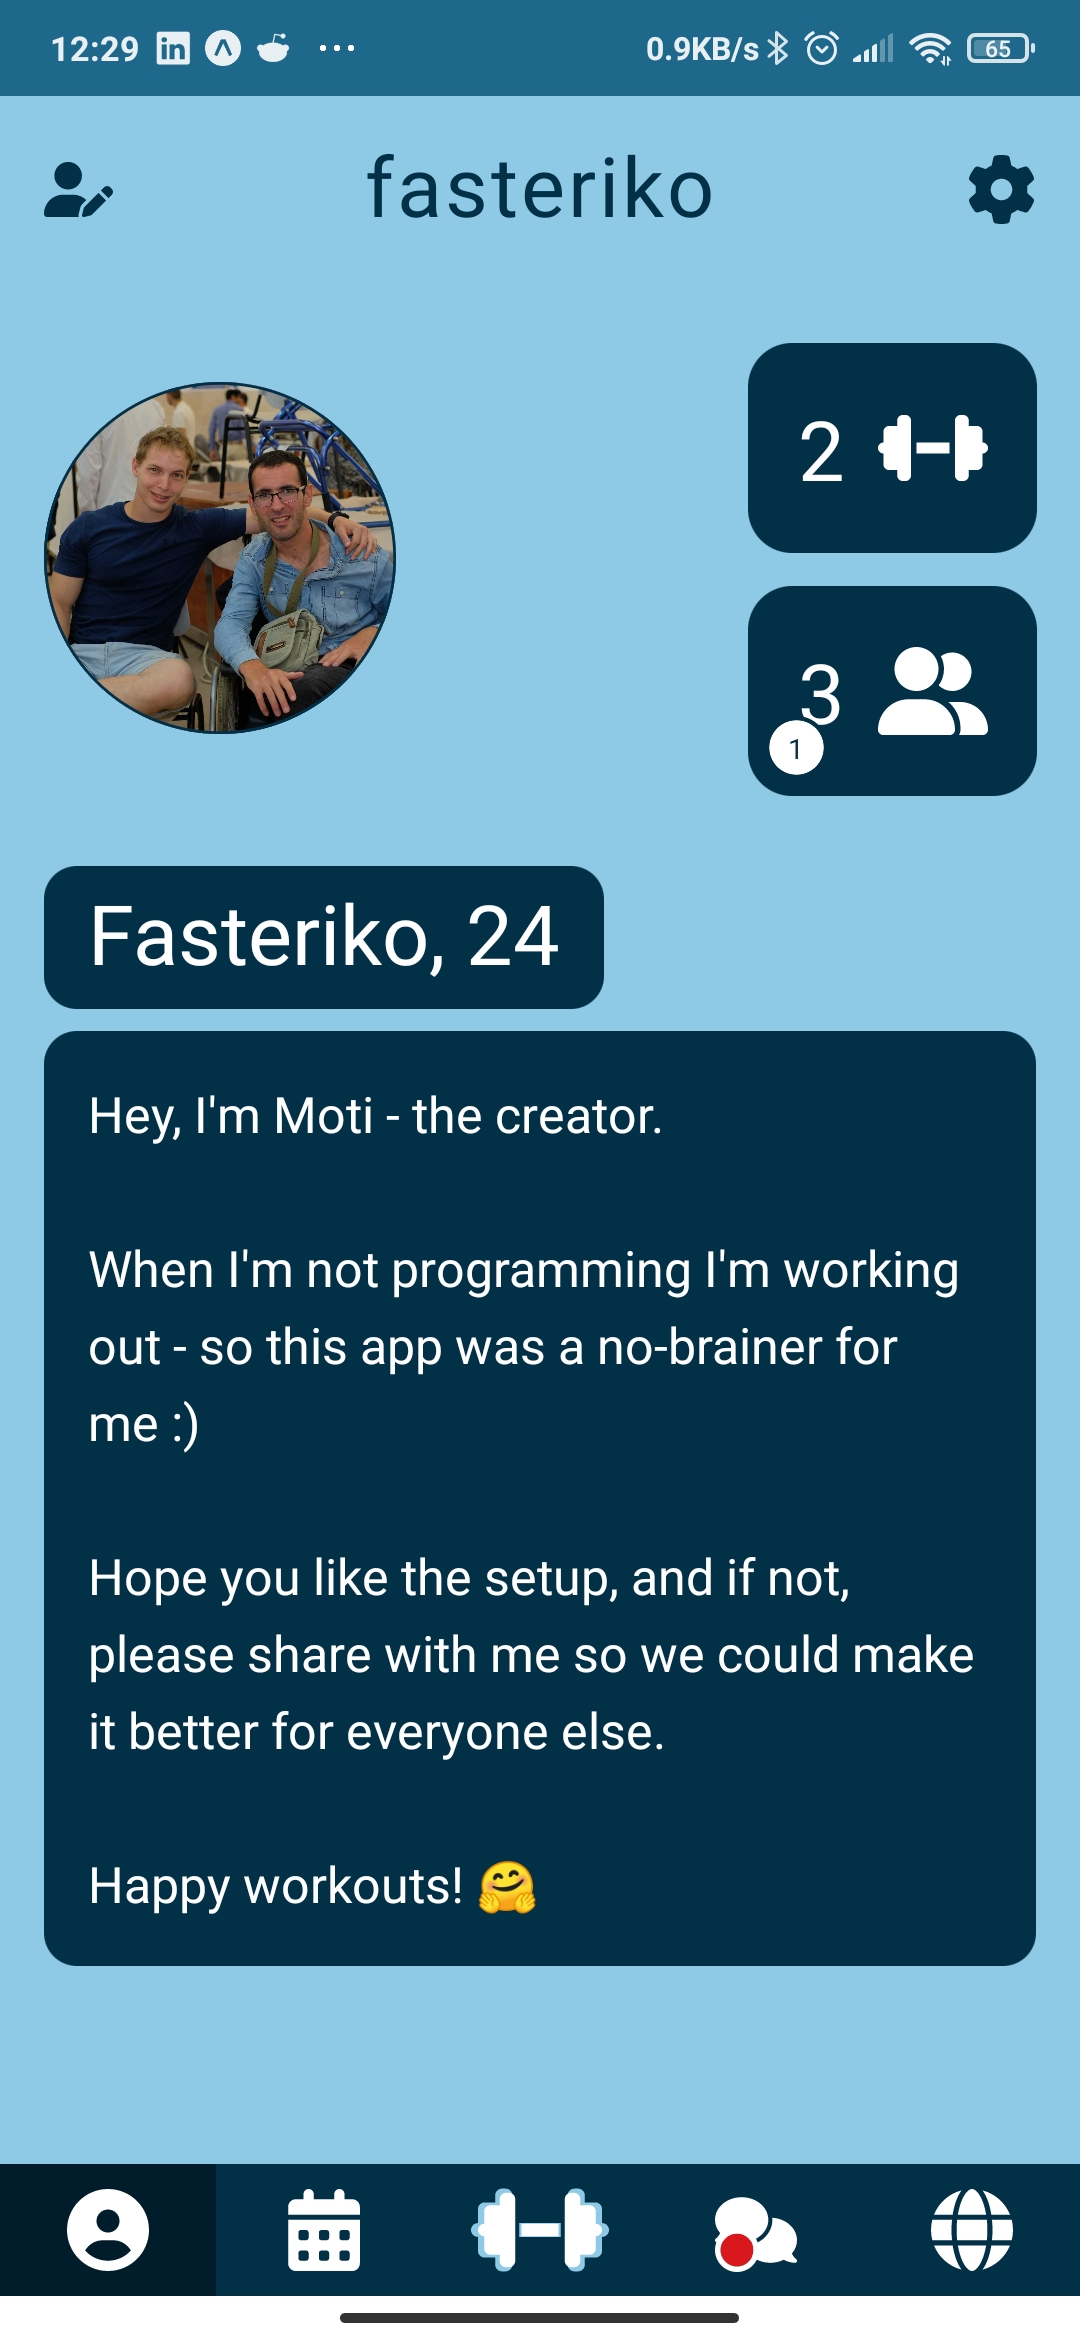 12:29 in 0.9KB/s 65
fasteriko
2
3
1
Fasteriko, 24
Hey, I'm Moti - the creator.
When I'm not programming I'm working
out - so this app was a no-brainer for
me :)
Hope you like the setup, and if not,
please share with me so we could make
it better for everyone else.
Happy workouts! 🤗